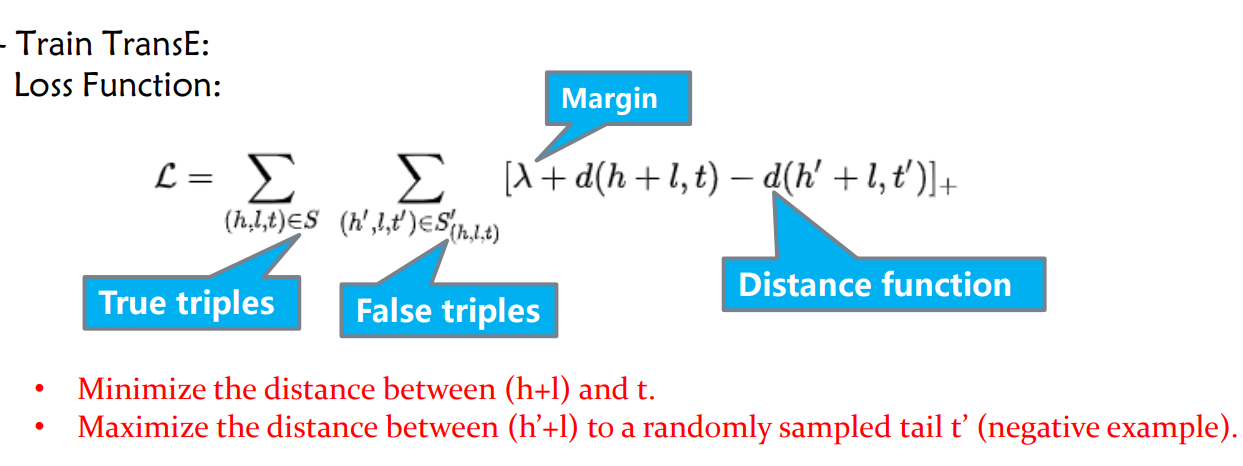 - Train TransE:
Loss Function:
Margin
ℒ = ∑ ∑ [λ + d(h + l, t) − d(h′ + l, t′)]₊
(h,l,t)∈S (h′,l,t′)∈S′(h,l,t)
True triples
False triples
Distance function
• Minimize the distance between (h+l) and t.
• Maximize the distance between (h’+l) to a randomly sampled tail t’ (negative example).